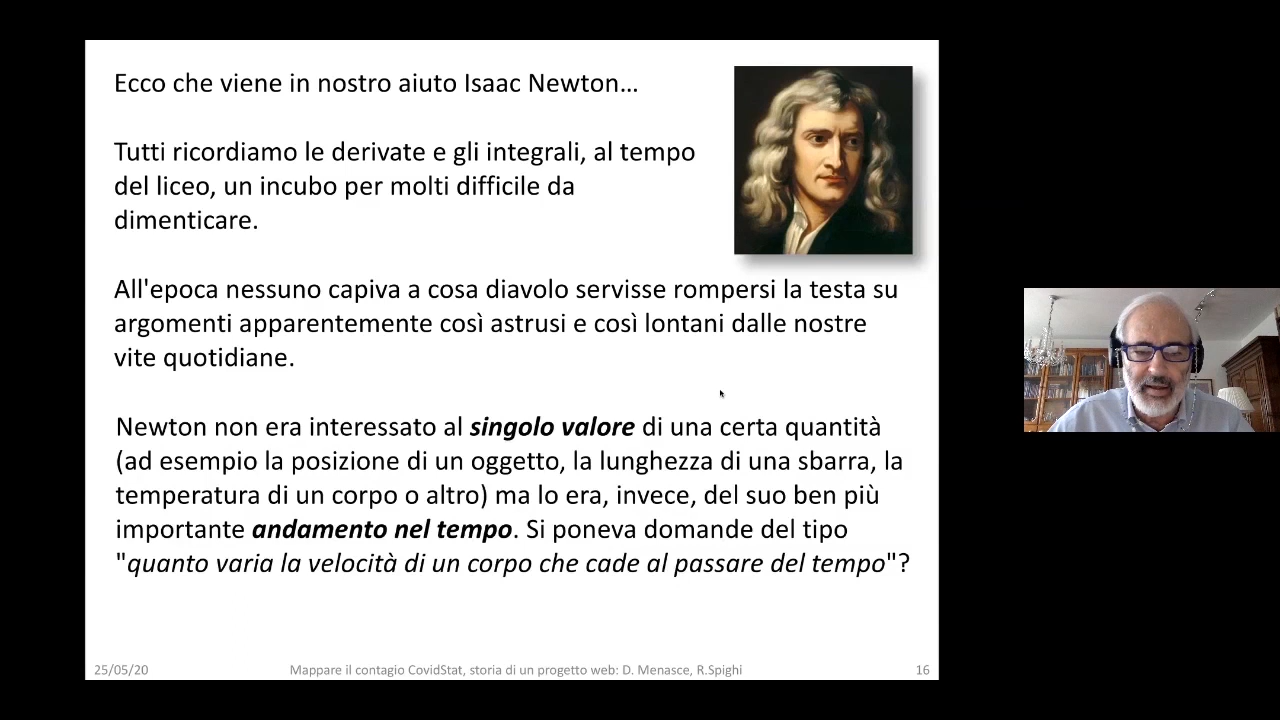 Ecco che viene in nostro aiuto Isaac Newton…
Tutti ricordiamo le derivate e gli integrali, al tempo
del liceo, un incubo per molti difficile da
dimenticare.
All'epoca nessuno capiva a cosa diavolo servisse rompersi la testa su
argomenti apparentemente così astrusi e così lontani dalle nostre
vite quotidiane.
Newton non era interessato al singolo valore di una certa quantità
(ad esempio la posizione di un oggetto, la lunghezza di una sbarra, la
temperatura di un corpo o altro) ma lo era, invece, del suo ben più
importante andamento nel tempo. Si poneva domande del tipo
"quanto varia la velocità di un corpo che cade al passare del tempo"?
25/05/20 Mappare il contagio CovidStat, storia di un progetto web: D. Menasce, R.Spighi 16